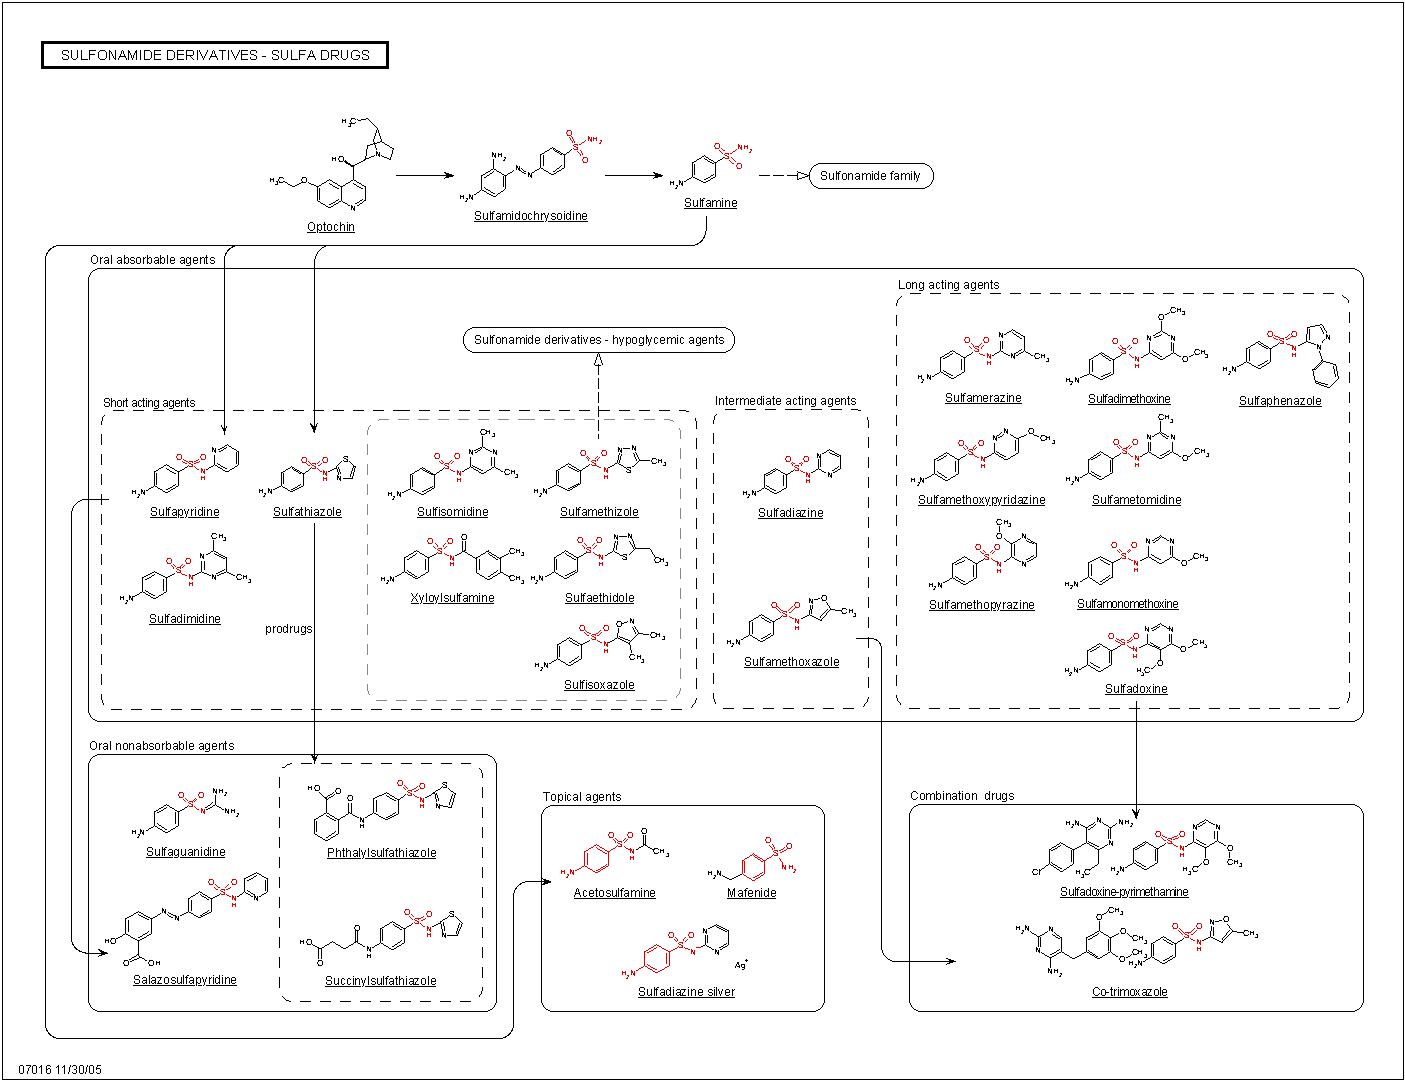 SULFONAMIDE DERIVATIVES - SULFA DRUGS
Optochin
Sulfamidochrysoidine
Sulfamine
Sulfonamide family
Oral absorbable agents
Long acting agents
Sulfonamide derivatives - hypoglycemic agents
Short acting agents
Intermediate acting agents
Sulfamerazine
Sulfadimethoxine
Sulfaphenazole
Sulfapyridine
Sulfathiazole
Sulfisomidine
Sulfamethizole
Sulfadiazine
Sulfamethoxypyridazine
Sulfametomidine
Sulfadimidine
Xyloylsulfamine
Sulfaethidole
Sulfamethopyrazine
Sulfamonomethoxine
prodrugs
Sulfisoxazole
Sulfamethoxazole
Sulfadoxine
Oral nonabsorbable agents
Topical agents
Combination drugs
Sulfaguanidine
Phthalylsulfathiazole
Acetosulfamine
Mafenide
Sulfadoxine-pyrimethamine
Salazosulfapyridine
Succinylsulfathiazole
Sulfadiazine silver
Ag+
Co-trimoxazole
07016 11/30/05